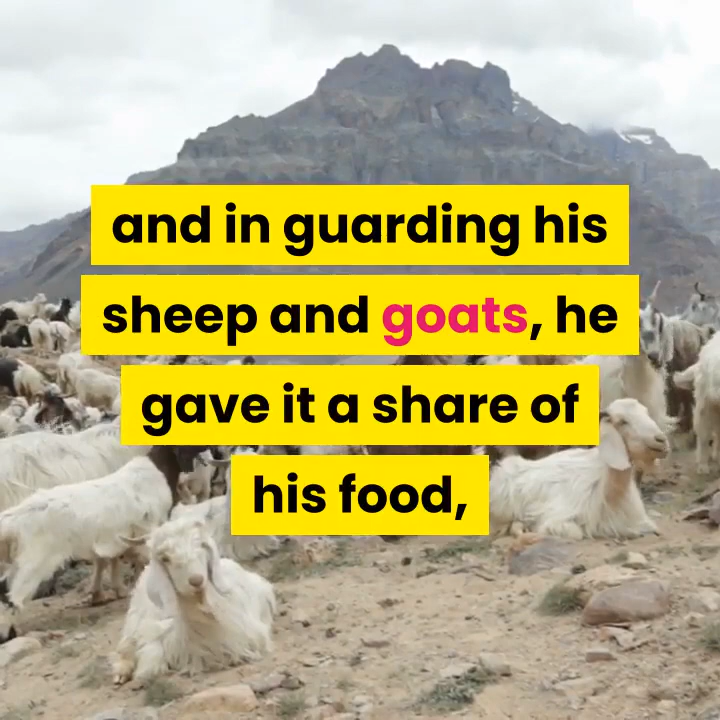 and in guarding his
sheep and goats, he
gave it a share of
his food,